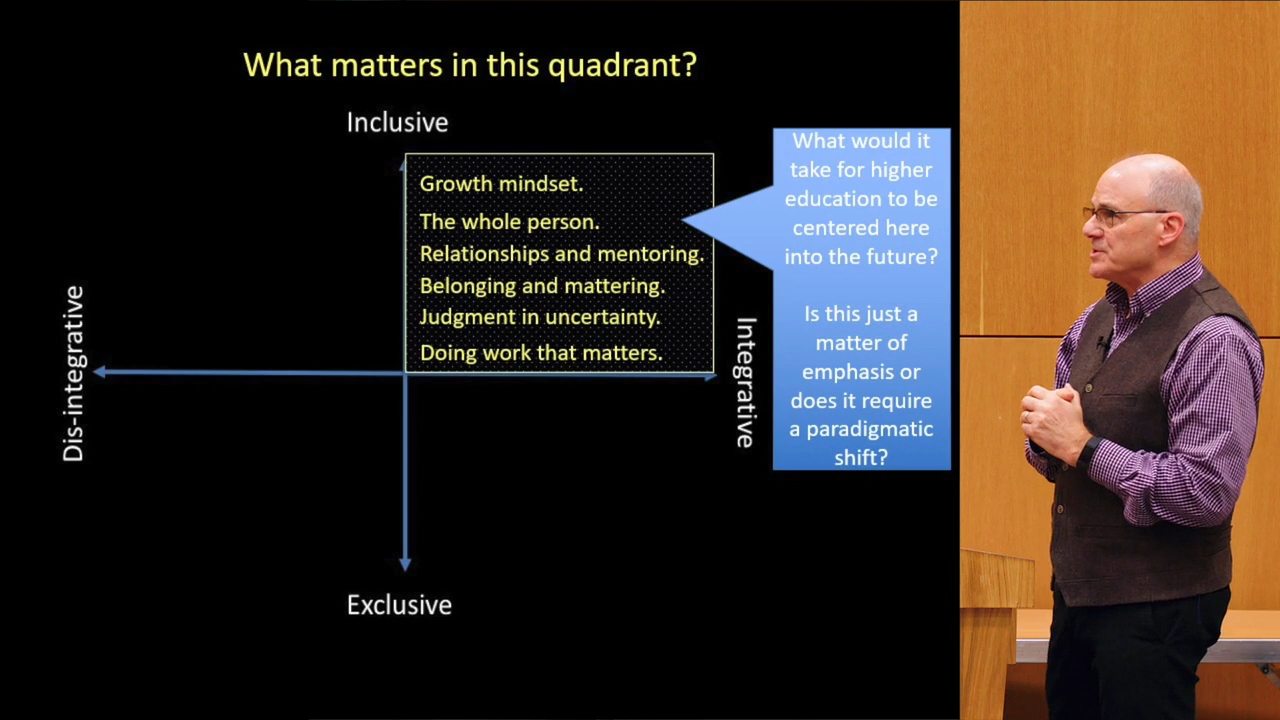 What matters in this quadrant?
Inclusive
Growth mindset.
The whole person.
Relationships and mentoring.
Belonging and mattering.
Judgment in uncertainty.
Doing work that matters.
What would it
take for higher
education to be
centered here
into the future?
Is this just a
matter of
emphasis or
does it require
a paradigmatic
shift?
Dis-integrative
Integrative
Exclusive